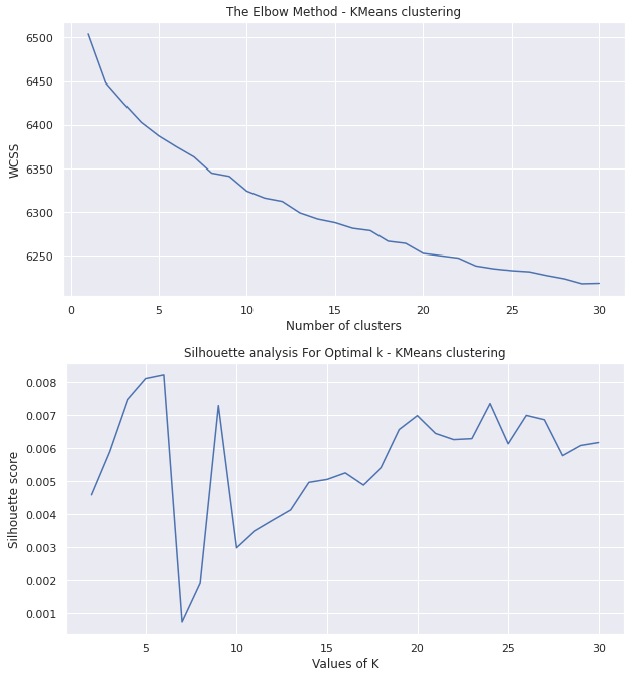 The Elbow Method - KMeans clustering
WCSS
6500
6450
6400
6350
6300
6250
0 5 10 15 20 25 30
Number of clusters
Silhouette analysis For Optimal k - KMeans clustering
Silhouette score
0.008
0.007
0.006
0.005
0.004
0.003
0.002
0.001
5 10 15 20 25 30
Values of K